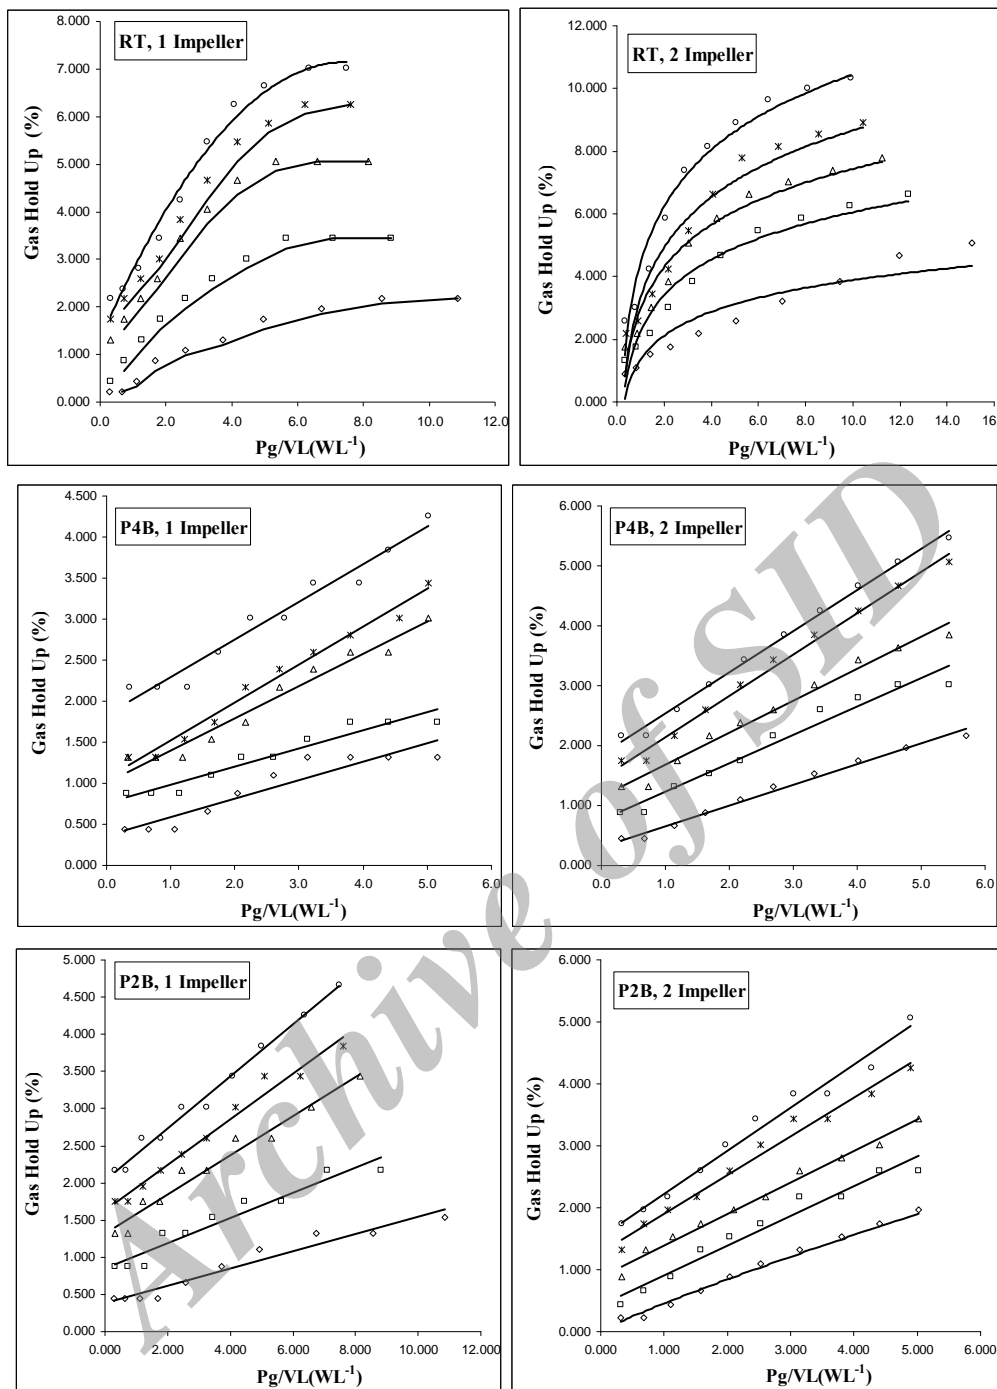 RT, 1 Impeller
Gas Hold Up (%)
8.000
7.000
6.000
5.000
4.000
3.000
2.000
1.000
0.000
0.0 2.0 4.0 6.0 8.0 10.0 12.0
Pg/VL(WL-1)
RT, 2 Impeller
Gas Hold Up (%)
12.000
10.000
8.000
6.000
4.000
2.000
0.000
0.0 2.0 4.0 6.0 8.0 10.0 12.0 14.0 16
Pg/VL(WL-1)
P4B, 1 Impeller
Gas Hold Up (%)
4.500
4.000
3.500
3.000
2.500
2.000
1.500
1.000
0.500
0.000
0.0 1.0 2.0 3.0 4.0 5.0 6.0
Pg/VL(WL-1)
P4B, 2 Impeller
Gas Hold Up (%)
6.000
5.000
4.000
3.000
2.000
1.000
0.000
0.0 1.0 2.0 3.0 4.0 5.0 6.0
Pg/VL(WL-1)
P2B, 1 Impeller
Gas Hold Up (%)
5.000
4.500
4.000
3.500
3.000
2.500
2.000
1.500
1.000
0.500
0.000
0.000 2.000 4.000 6.000 8.000 10.000 12.000
Pg/VL(WL-1)
P2B, 2 Impeller
Gas Hold Up (%)
6.000
5.000
4.000
3.000
2.000
1.000
0.000
0.000 1.000 2.000 3.000 4.000 5.000 6.000
Pg/VL(WL-1)
Archive of SID